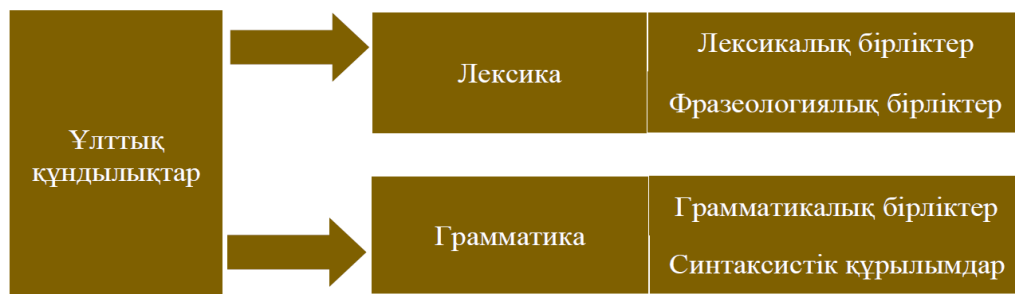 Ұлттық
құндылықтар
Лексика
Лексикалық бірліктер
Фразеологиялық бірліктер
Грамматика
Грамматикалық бірліктер
Синтаксистік құрылымдар